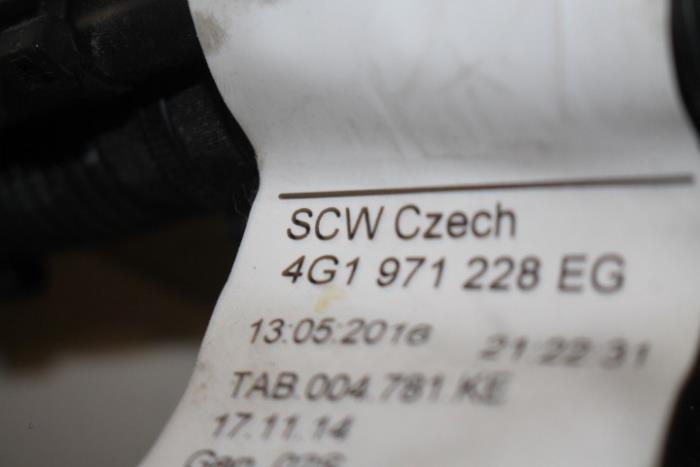 SCW Czech
4G1 971 228 EG
13:05:2016 21:22:31
TAB.004.781.KE
17.11.14